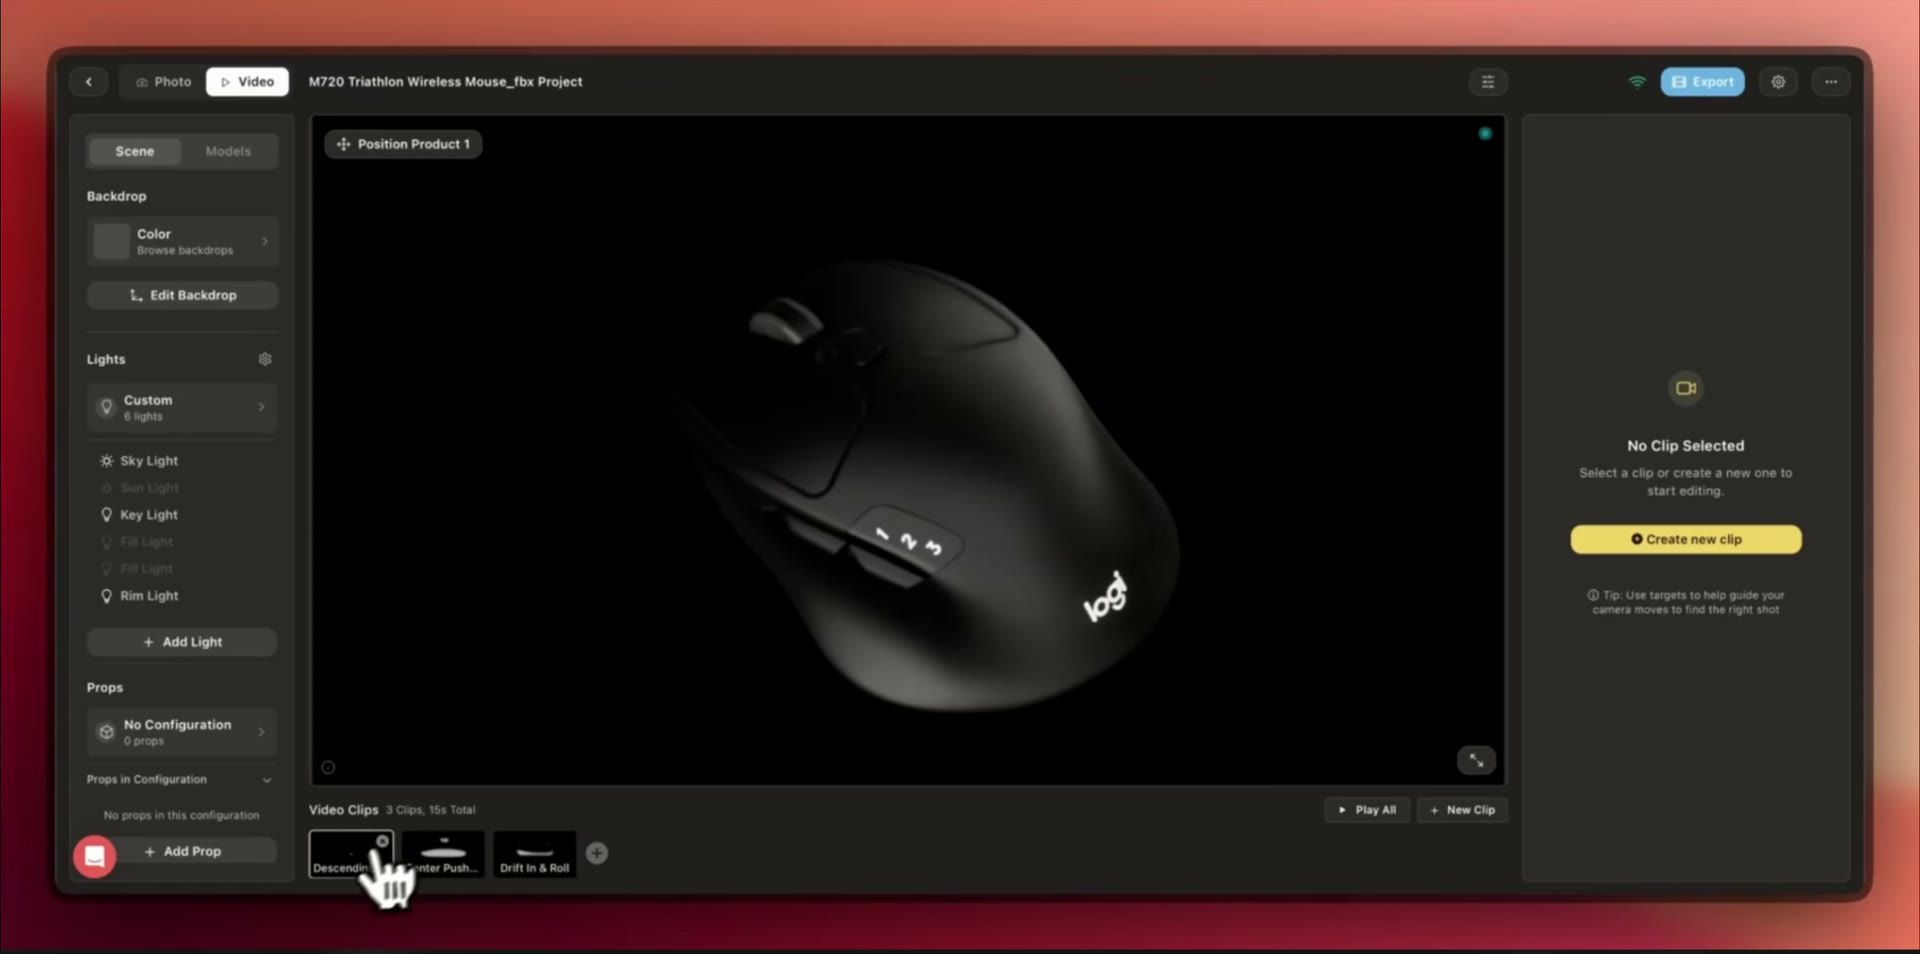 Photo
Video
M720 Triathlon Wireless Mouse_fbx Project
Export
Scene
Models
Position Product 1
Backdrop
Color
Browse backdrops
Edit Backdrop
Lights
Custom
6 lights
Sky Light
Sun Light
Key Light
Fill Light
Fill Light
Rim Light
+ Add Light
Props
No Configuration
0 props
Props in Configuration
No props in this configuration
+ Add Prop
1 2 3
logi
No Clip Selected
Select a clip or create a new one to
start editing.
Create new clip
Tip: Use targets to help guide your
camera moves to find the right shot
Video Clips 3 Clips, 15s Total
Play All
+ New Clip
Push...
Drift In & Roll